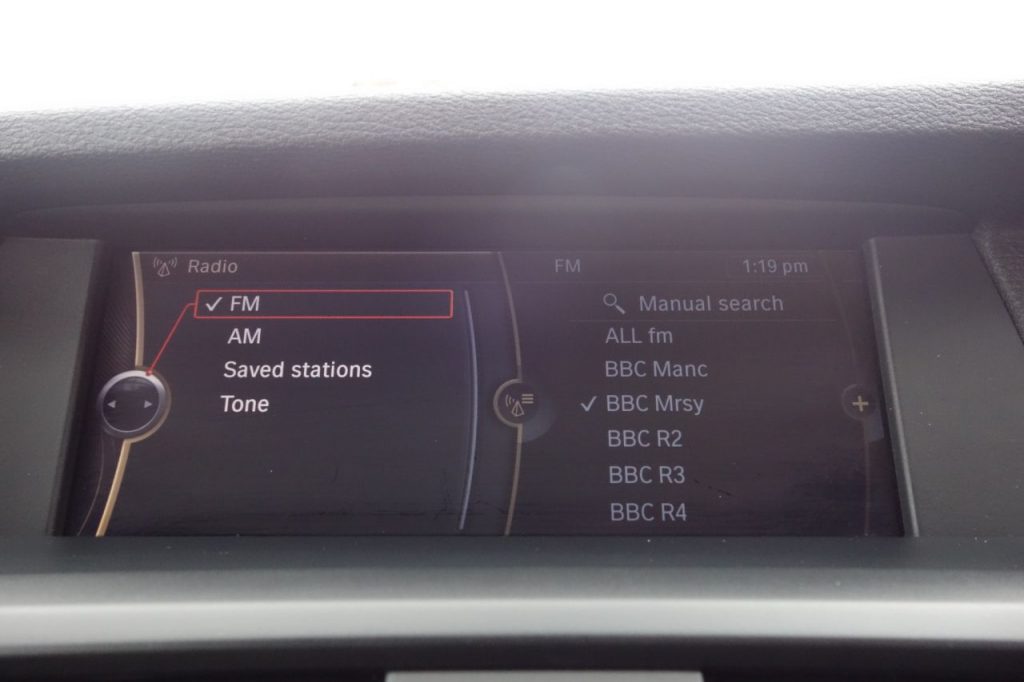 Radio
FM
AM
Saved stations
Tone
FM
1:19 pm
Manual search
ALL fm
BBC Manc
BBC Mrsy
BBC R2
BBC R3
BBC R4